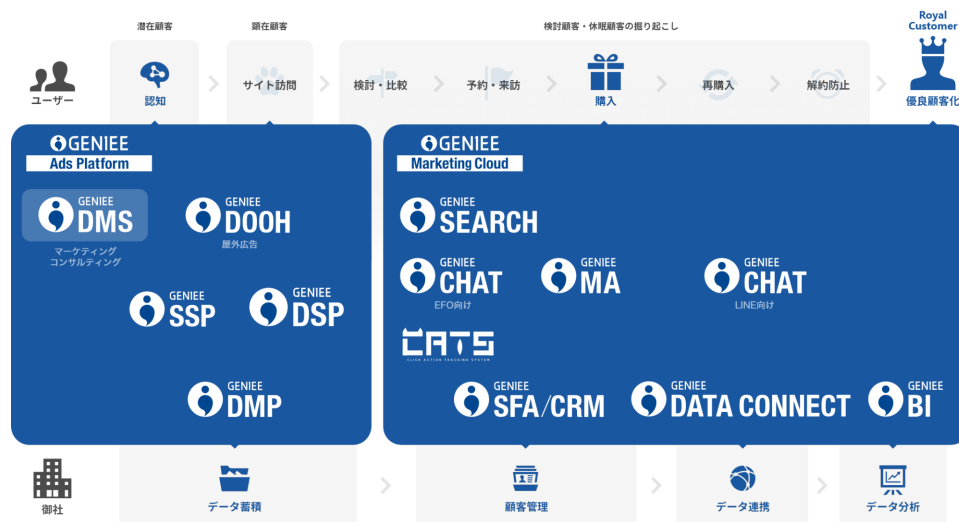 潜在顧客
顕在顧客
検討顧客・休眠顧客の掘り起こし
Royal
Customer
ユーザー
認知
サイト訪問
検討・比較
予約・来訪
購入
再購入
解約防止
優良顧客化
GENIEE
Ads Platform
GENIEE
DMS
マーケティング
コンサルティング
GENIEE
DOOH
屋外広告
GENIEE
SSP
GENIEE
DSP
GENIEE
DMP
GENIEE
Marketing Cloud
GENIEE
SEARCH
GENIEE
CHAT
EFO向け
GENIEE
MA
GENIEE
CHAT
LINE向け
CATS
CLICK ACTION TRACKING SYSTEM
GENIEE
SFA/CRM
GENIEE
DATA CONNECT
GENIEE
BI
御社
データ蓄積
顧客管理
データ連携
データ分析